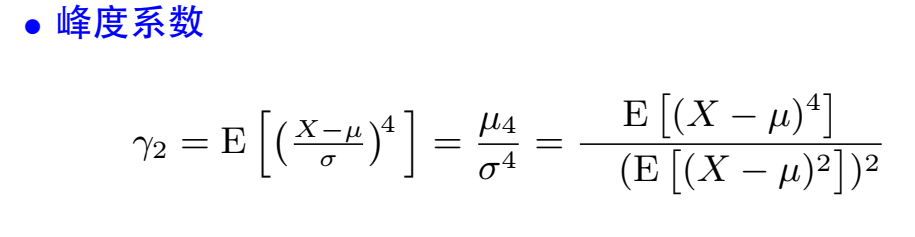 • 峰度系数
γ₂ = E[((X−μ)/σ)⁴] = μ₄/σ⁴ = E[(X − μ)⁴]/(E[(X − μ)²])²